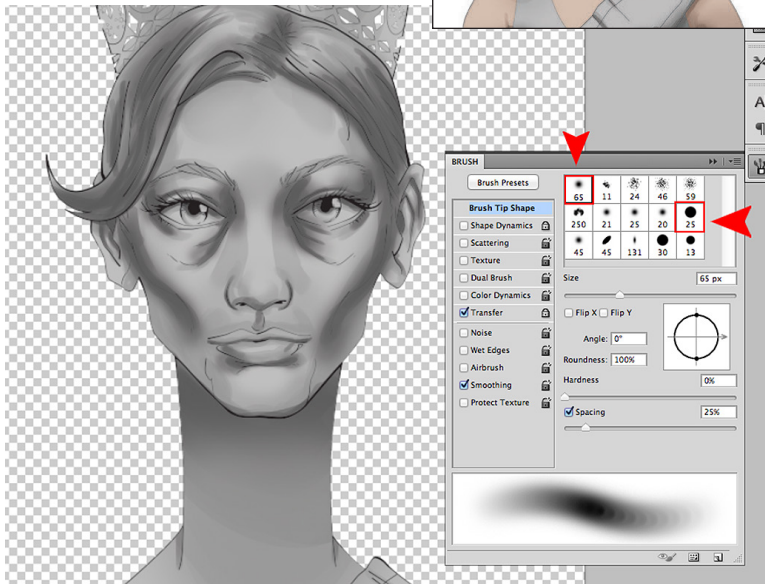 BRUSH
Brush Presets
65 11 24 46 59
Brush Tip Shape
250 21 25 20 25
Shape Dynamics
Scattering
45 45 131 30 13
Texture
Dual Brush
Size 65 px
Color Dynamics
Transfer
Flip X Flip Y
Noise
Angle: 0°
Wet Edges
Roundness: 100%
Airbrush
Hardness 0%
Smoothing
Protect Texture
Spacing 25%
A
¶